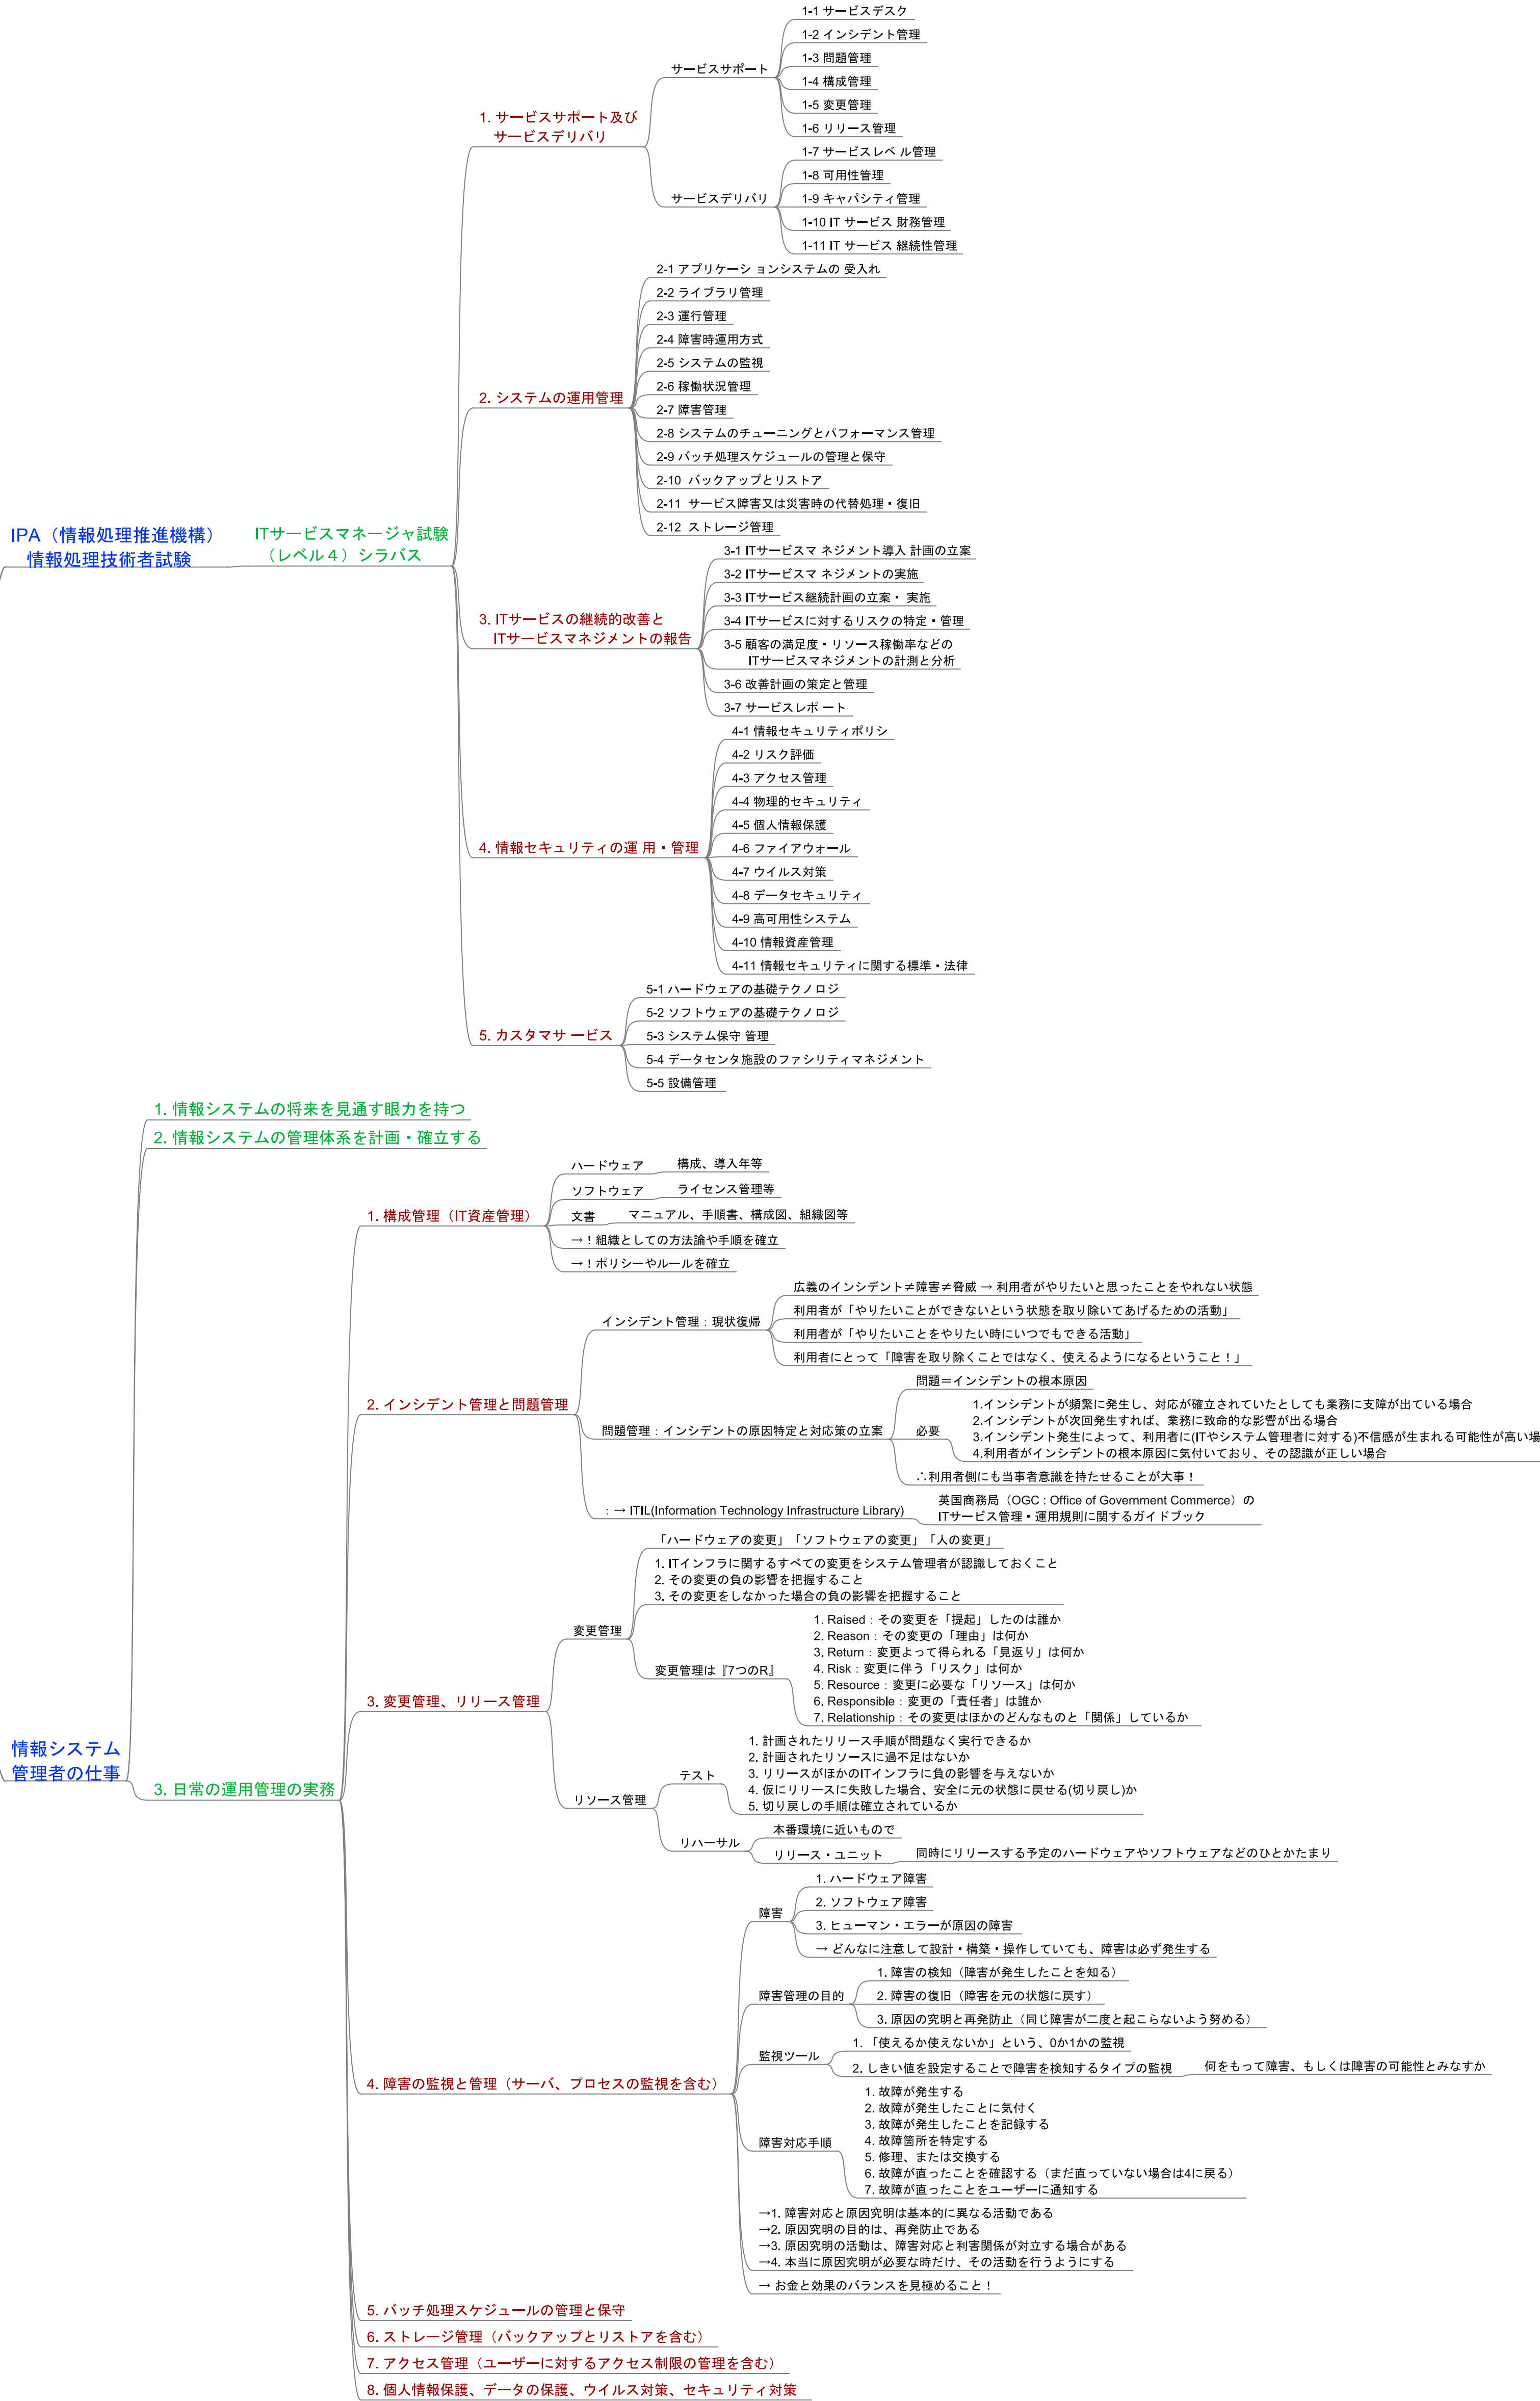 IPA（情報処理推進機構）
情報処理技術者試験
ITサービスマネージャ試験
（レベル４）シラバス
1. サービスサポート及び
サービスデリバリ
サービスサポート
1-1 サービスデスク
1-2 インシデント管理
1-3 問題管理
1-4 構成管理
1-5 変更管理
1-6 リリース管理
サービスデリバリ
1-7 サービスレベ ル管理
1-8 可用性管理
1-9 キャパシティ管理
1-10 IT サービス 財務管理
1-11 IT サービス 継続性管理
2. システムの運用管理
2-1 アプリケーシ ョンシステムの 受入れ
2-2 ライブラリ管理
2-3 運行管理
2-4 障害時運用方式
2-5 システムの監視
2-6 稼働状況管理
2-7 障害管理
2-8 システムのチューニングとパフォーマンス管理
2-9 バッチ処理スケジュールの管理と保守
2-10 バックアップとリストア
2-11 サービス障害又は災害時の代替処理・復旧
2-12 ストレージ管理
3. ITサービスの継続的改善と
ITサービスマネジメントの報告
3-1 ITサービスマ ネジメント導入 計画の立案
3-2 ITサービスマ ネジメントの実施
3-3 ITサービス継続計画の立案・ 実施
3-4 ITサービスに対するリスクの特定・管理
3-5 顧客の満足度・リソース稼働率などの
ITサービスマネジメントの計測と分析
3-6 改善計画の策定と管理
3-7 サービスレポ ート
4. 情報セキュリティの運 用・管理
4-1 情報セキュリティポリシ
4-2 リスク評価
4-3 アクセス管理
4-4 物理的セキュリティ
4-5 個人情報保護
4-6 ファイアウォール
4-7 ウイルス対策
4-8 データセキュリティ
4-9 高可用性システム
4-10 情報資産管理
4-11 情報セキュリティに関する標準・法律
5. カスタマサ ービス
5-1 ハードウェアの基礎テクノロジ
5-2 ソフトウェアの基礎テクノロジ
5-3 システム保守 管理
5-4 データセンタ施設のファシリティマネジメント
5-5 設備管理
情報システム
管理者の仕事
1. 情報システムの将来を見通す眼力を持つ
2. 情報システムの管理体系を計画・確立する
3. 日常の運用管理の実務
1. 構成管理（IT資産管理）
ハードウェア
構成、導入年等
ソフトウェア
ライセンス管理等
文書
マニュアル、手順書、構成図、組織図等
→！組織としての方法論や手順を確立
→！ポリシーやルールを確立
2. インシデント管理と問題管理
インシデント管理：現状復帰
広義のインシデント≠障害≠脅威 → 利用者がやりたいと思ったことをやれない状態
利用者が「やりたいことができないという状態を取り除いてあげるための活動」
利用者が「やりたいことをやりたい時にいつでもできる活動」
利用者にとって「障害を取り除くことではなく、使えるようになるということ！」
問題管理：インシデントの原因特定と対応策の立案
問題＝インシデントの根本原因
必要
1.インシデントが頻繁に発生し、対応が確立されていたとしても業務に支障が出ている場合
2.インシデントが次回発生すれば、業務に致命的な影響が出る場合
3.インシデント発生によって、利用者に(ITやシステム管理者に対する)不信感が生まれる可能性が高い場
4.利用者がインシデントの根本原因に気付いており、その認識が正しい場合
∴利用者側にも当事者意識を持たせることが大事！
：→ ITIL(Information Technology Infrastructure Library)
英国商務局（OGC : Office of Government Commerce）の
ITサービス管理・運用規則に関するガイドブック
3. 変更管理、リリース管理
変更管理
「ハードウェアの変更」「ソフトウェアの変更」「人の変更」
1. ITインフラに関するすべての変更をシステム管理者が認識しておくこと
2. その変更の負の影響を把握すること
3. その変更をしなかった場合の負の影響を把握すること
変更管理は『7つのR』
1. Raised：その変更を「提起」したのは誰か
2. Reason：その変更の「理由」は何か
3. Return：変更よって得られる「見返り」は何か
4. Risk：変更に伴う「リスク」は何か
5. Resource：変更に必要な「リソース」は何か
6. Responsible：変更の「責任者」は誰か
7. Relationship：その変更はほかのどんなものと「関係」しているか
リソース管理
テスト
1. 計画されたリリース手順が問題なく実行できるか
2. 計画されたリソースに過不足はないか
3. リリースがほかのITインフラに負の影響を与えないか
4. 仮にリリースに失敗した場合、安全に元の状態に戻せる(切り戻し)か
5. 切り戻しの手順は確立されているか
リハーサル
本番環境に近いもので
リリース・ユニット
同時にリリースする予定のハードウェアやソフトウェアなどのひとかたまり
4. 障害の監視と管理（サーバ、プロセスの監視を含む）
障害
1. ハードウェア障害
2. ソフトウェア障害
3. ヒューマン・エラーが原因の障害
→ どんなに注意して設計・構築・操作していても、障害は必ず発生する
障害管理の目的
1. 障害の検知（障害が発生したことを知る）
2. 障害の復旧（障害を元の状態に戻す）
3. 原因の究明と再発防止（同じ障害が二度と起こらないよう努める）
監視ツール
1. 「使えるか使えないか」という、0か1かの監視
2. しきい値を設定することで障害を検知するタイプの監視
何をもって障害、もしくは障害の可能性とみなすか
障害対応手順
1. 故障が発生する
2. 故障が発生したことに気付く
3. 故障が発生したことを記録する
4. 故障箇所を特定する
5. 修理、または交換する
6. 故障が直ったことを確認する（まだ直っていない場合は4に戻る）
7. 故障が直ったことをユーザーに通知する
→1. 障害対応と原因究明は基本的に異なる活動である
→2. 原因究明の目的は、再発防止である
→3. 原因究明の活動は、障害対応と利害関係が対立する場合がある
→4. 本当に原因究明が必要な時だけ、その活動を行うようにする
→ お金と効果のバランスを見極めること！
5. バッチ処理スケジュールの管理と保守
6. ストレージ管理（バックアップとリストアを含む）
7. アクセス管理（ユーザーに対するアクセス制限の管理を含む）
8. 個人情報保護、データの保護、ウイルス対策、セキュリティ対策